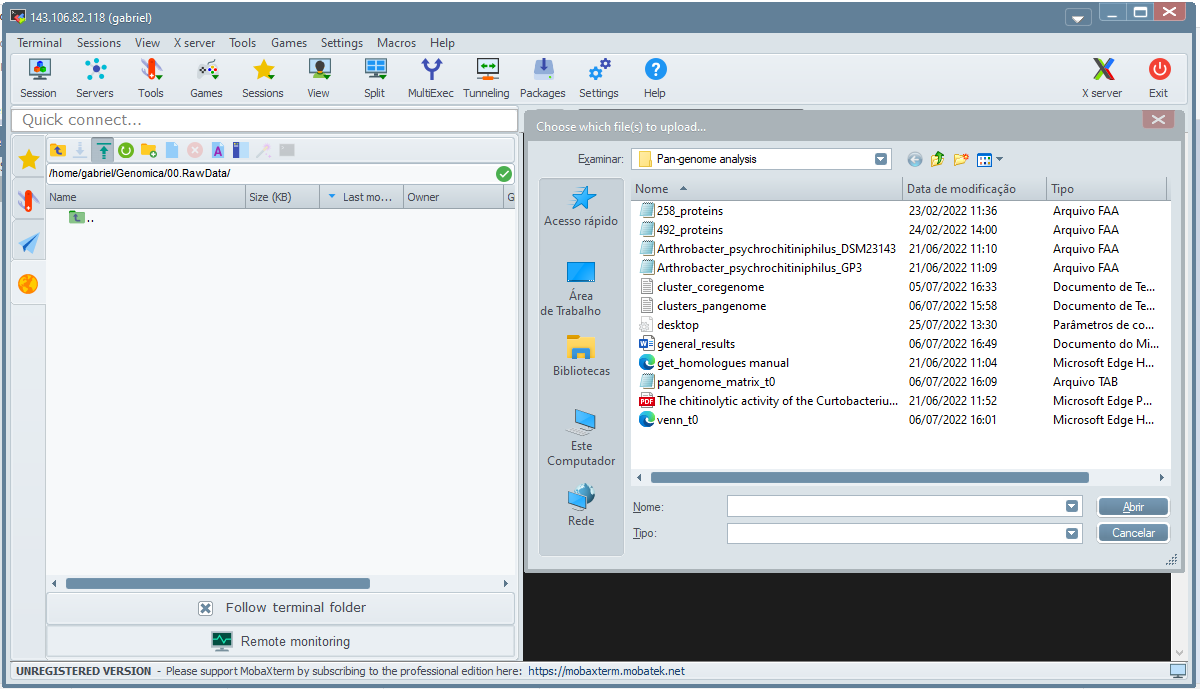 143.106.82.118 (gabriel)
Terminal Sessions View X server Tools Games Settings Macros Help
Session Servers Tools Games Sessions View Split MultiExec Tunneling Packages Settings Help X server Exit
Quick connect...
/home/gabriel/Genomica/00.RawData/
Name Size (KB) Last mo... Owner G
..
Choose which file(s) to upload...
Examinar: Pan-genome analysis
Acesso rápido
Área
de Trabalho
Bibliotecas
Este
Computador
Rede
Nome Data de modificação Tipo
258_proteins 23/02/2022 11:36 Arquivo FAA
492_proteins 24/02/2022 14:00 Arquivo FAA
Arthrobacter_psychrochitiniphilus_DSM23143 21/06/2022 11:10 Arquivo FAA
Arthrobacter_psychrochitiniphilus_GP3 21/06/2022 11:09 Arquivo FAA
cluster_coregenome 05/07/2022 16:33 Documento de Te...
clusters_pangenome 06/07/2022 15:58 Documento de Te...
desktop 25/07/2022 13:30 Parâmetros de co...
general_results 06/07/2022 16:49 Documento do Mi...
get_homologues manual 21/06/2022 11:04 Microsoft Edge H...
pangenome_matrix_t0 06/07/2022 16:09 Arquivo TAB
PDF The chitinolytic activity of the Curtobacteriu... 21/06/2022 11:52 Microsoft Edge P...
venn_t0 06/07/2022 16:01 Microsoft Edge H...
Nome: Abrir
Tipo: Cancelar
Follow terminal folder
Remote monitoring
UNREGISTERED VERSION - Please support MobaXterm by subscribing to the professional edition here: https://mobaxterm.mobatek.net